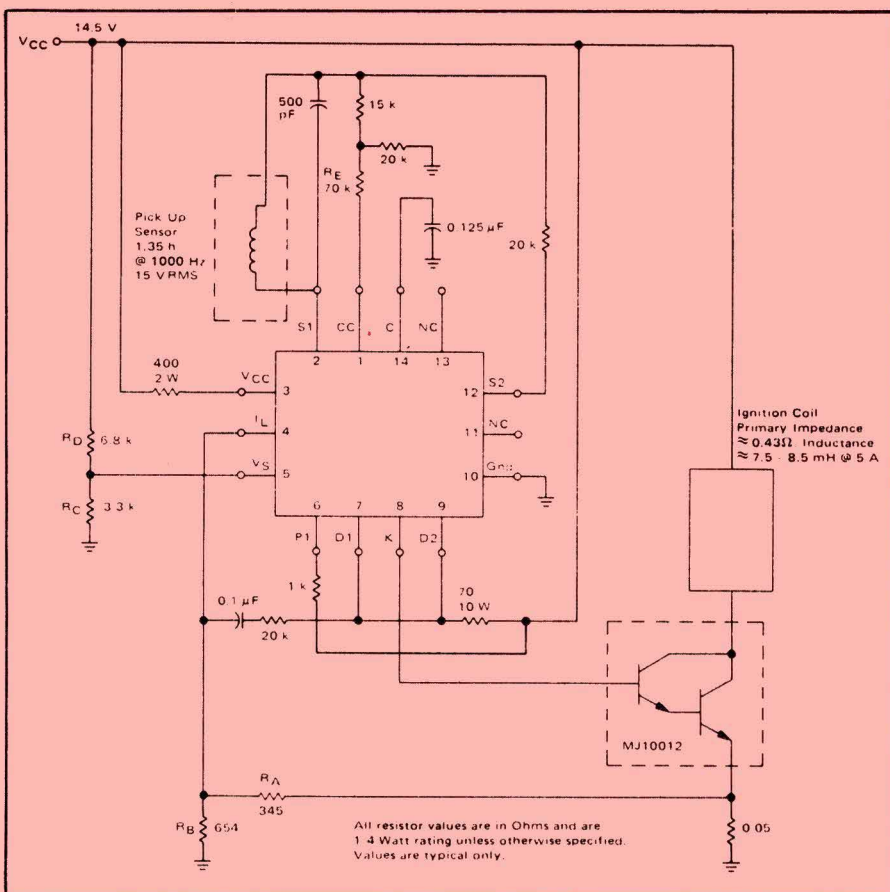 14.5 V
VCC
500
pF
15 k
20 k
RE
70 k
0.125 µF
20 k
Pick Up
Sensor
1.35 h
@ 1000 Hz
15 V RMS
S1
CC
C
NC
2
1
14
13
400
2 W
VCC
3
12
S2
IL
4
11
NC
RD
6.8 k
VS
5
10
Gnd
RC
3.3 k
6
7
8
9
P1
D1
K
D2
Ignition Coil
Primary Impedance
≈ 0.43Ω Inductance
≈ 7.5 - 8.5 mH @ 5 A
1 k
0.1 µF
20 k
70
10 W
MJ10012
RA
345
RB
654
0.05
All resistor values are in Ohms and are
1/4 Watt rating unless otherwise specified.
Values are typical only.